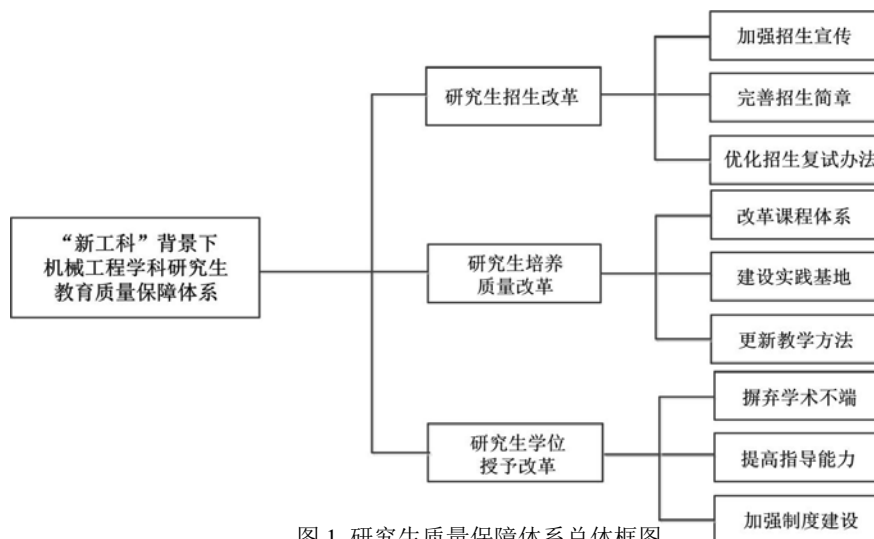 加强招生宣传
研究生招生改革
完善招生简章
优化招生复试办法
“新工科”背景下
机械工程学科研究生
教育质量保障体系
研究生培养
质量改革
改革课程体系
建设实践基地
更新教学方法
研究生学位
授予改革
摒弃学术不端
提高指导能力
加强制度建设
图 1 研究生质量保障体系总体框图